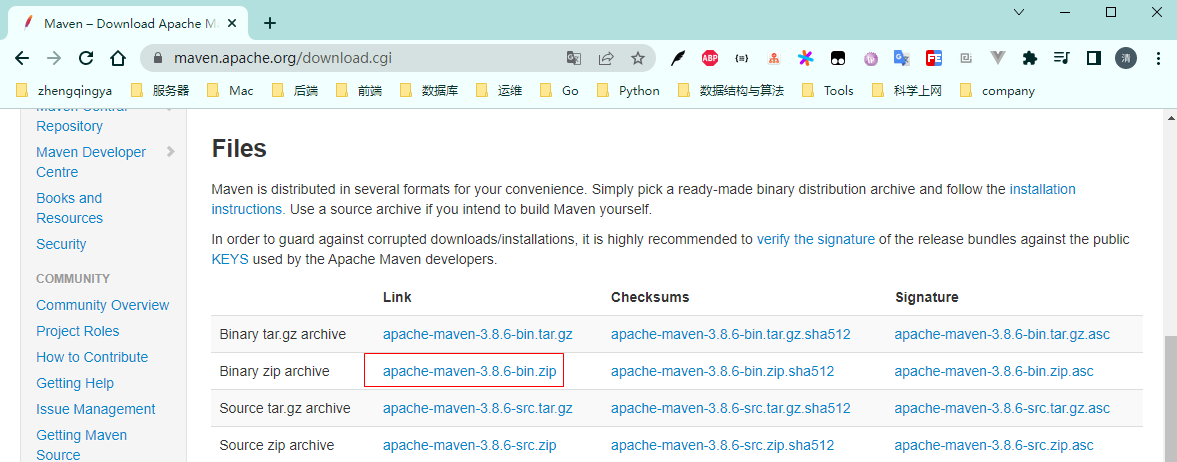 Maven – Download Apache Ma
maven.apache.org/download.cgi
ABP
FE
清
zhengqingya
服务器
Mac
后端
前端
数据库
运维
Go
Python
数据结构与算法
Tools
科学上网
company
Maven Central
Repository
Maven Developer
Centre
Books and
Resources
Security
COMMUNITY
Community Overview
Project Roles
How to Contribute
Getting Help
Issue Management
Getting Maven
Source
Files
Maven is distributed in several formats for your convenience. Simply pick a ready-made binary distribution archive and follow the installation
instructions. Use a source archive if you intend to build Maven yourself.
In order to guard against corrupted downloads/installations, it is highly recommended to verify the signature of the release bundles against the public
KEYS used by the Apache Maven developers.
Link Checksums Signature
Binary tar.gz archive apache-maven-3.8.6-bin.tar.gz apache-maven-3.8.6-bin.tar.gz.sha512 apache-maven-3.8.6-bin.tar.gz.asc
Binary zip archive apache-maven-3.8.6-bin.zip apache-maven-3.8.6-bin.zip.sha512 apache-maven-3.8.6-bin.zip.asc
Source tar.gz archive apache-maven-3.8.6-src.tar.gz apache-maven-3.8.6-src.tar.gz.sha512 apache-maven-3.8.6-src.tar.gz.asc
Source zip archive apache-maven-3.8.6-src.zip apache-maven-3.8.6-src.zip.sha512 apache-maven-3.8.6-src.zip.asc